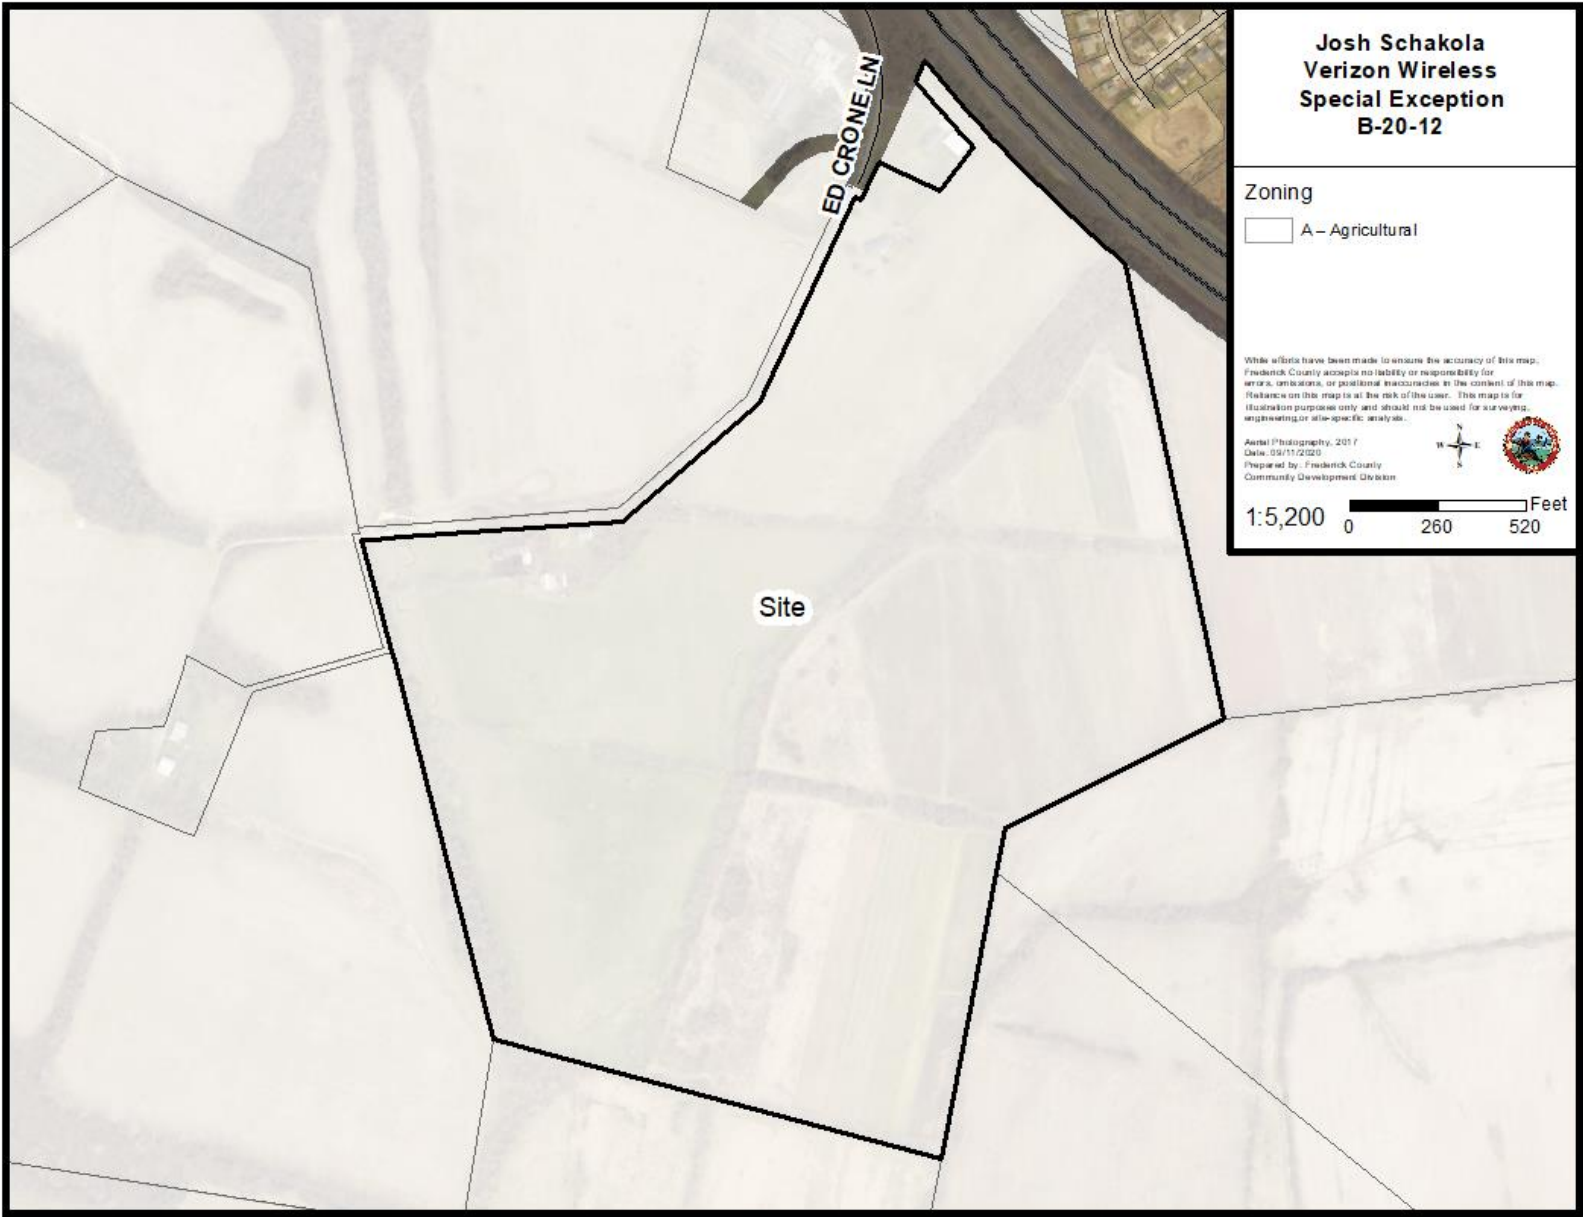 Josh Schakola
Verizon Wireless
Special Exception
B-20-12
Zoning
A – Agricultural
While efforts have been made to ensure the accuracy of this map,
Frederick County accepts no liability or responsibility for
errors, omissions, or positional inaccuracies in the content of this map.
Reliance on this map is at the risk of the user. This map is for
illustration purposes only and should not be used for surveying,
engineering, or site-specific analysis.
Aerial Photography, 2017
Date: 09/11/2020
Prepared by: Frederick County
Community Development Division
N
W E
S
1:5,200
Feet
0 260 520
ED CRONE LN
Site